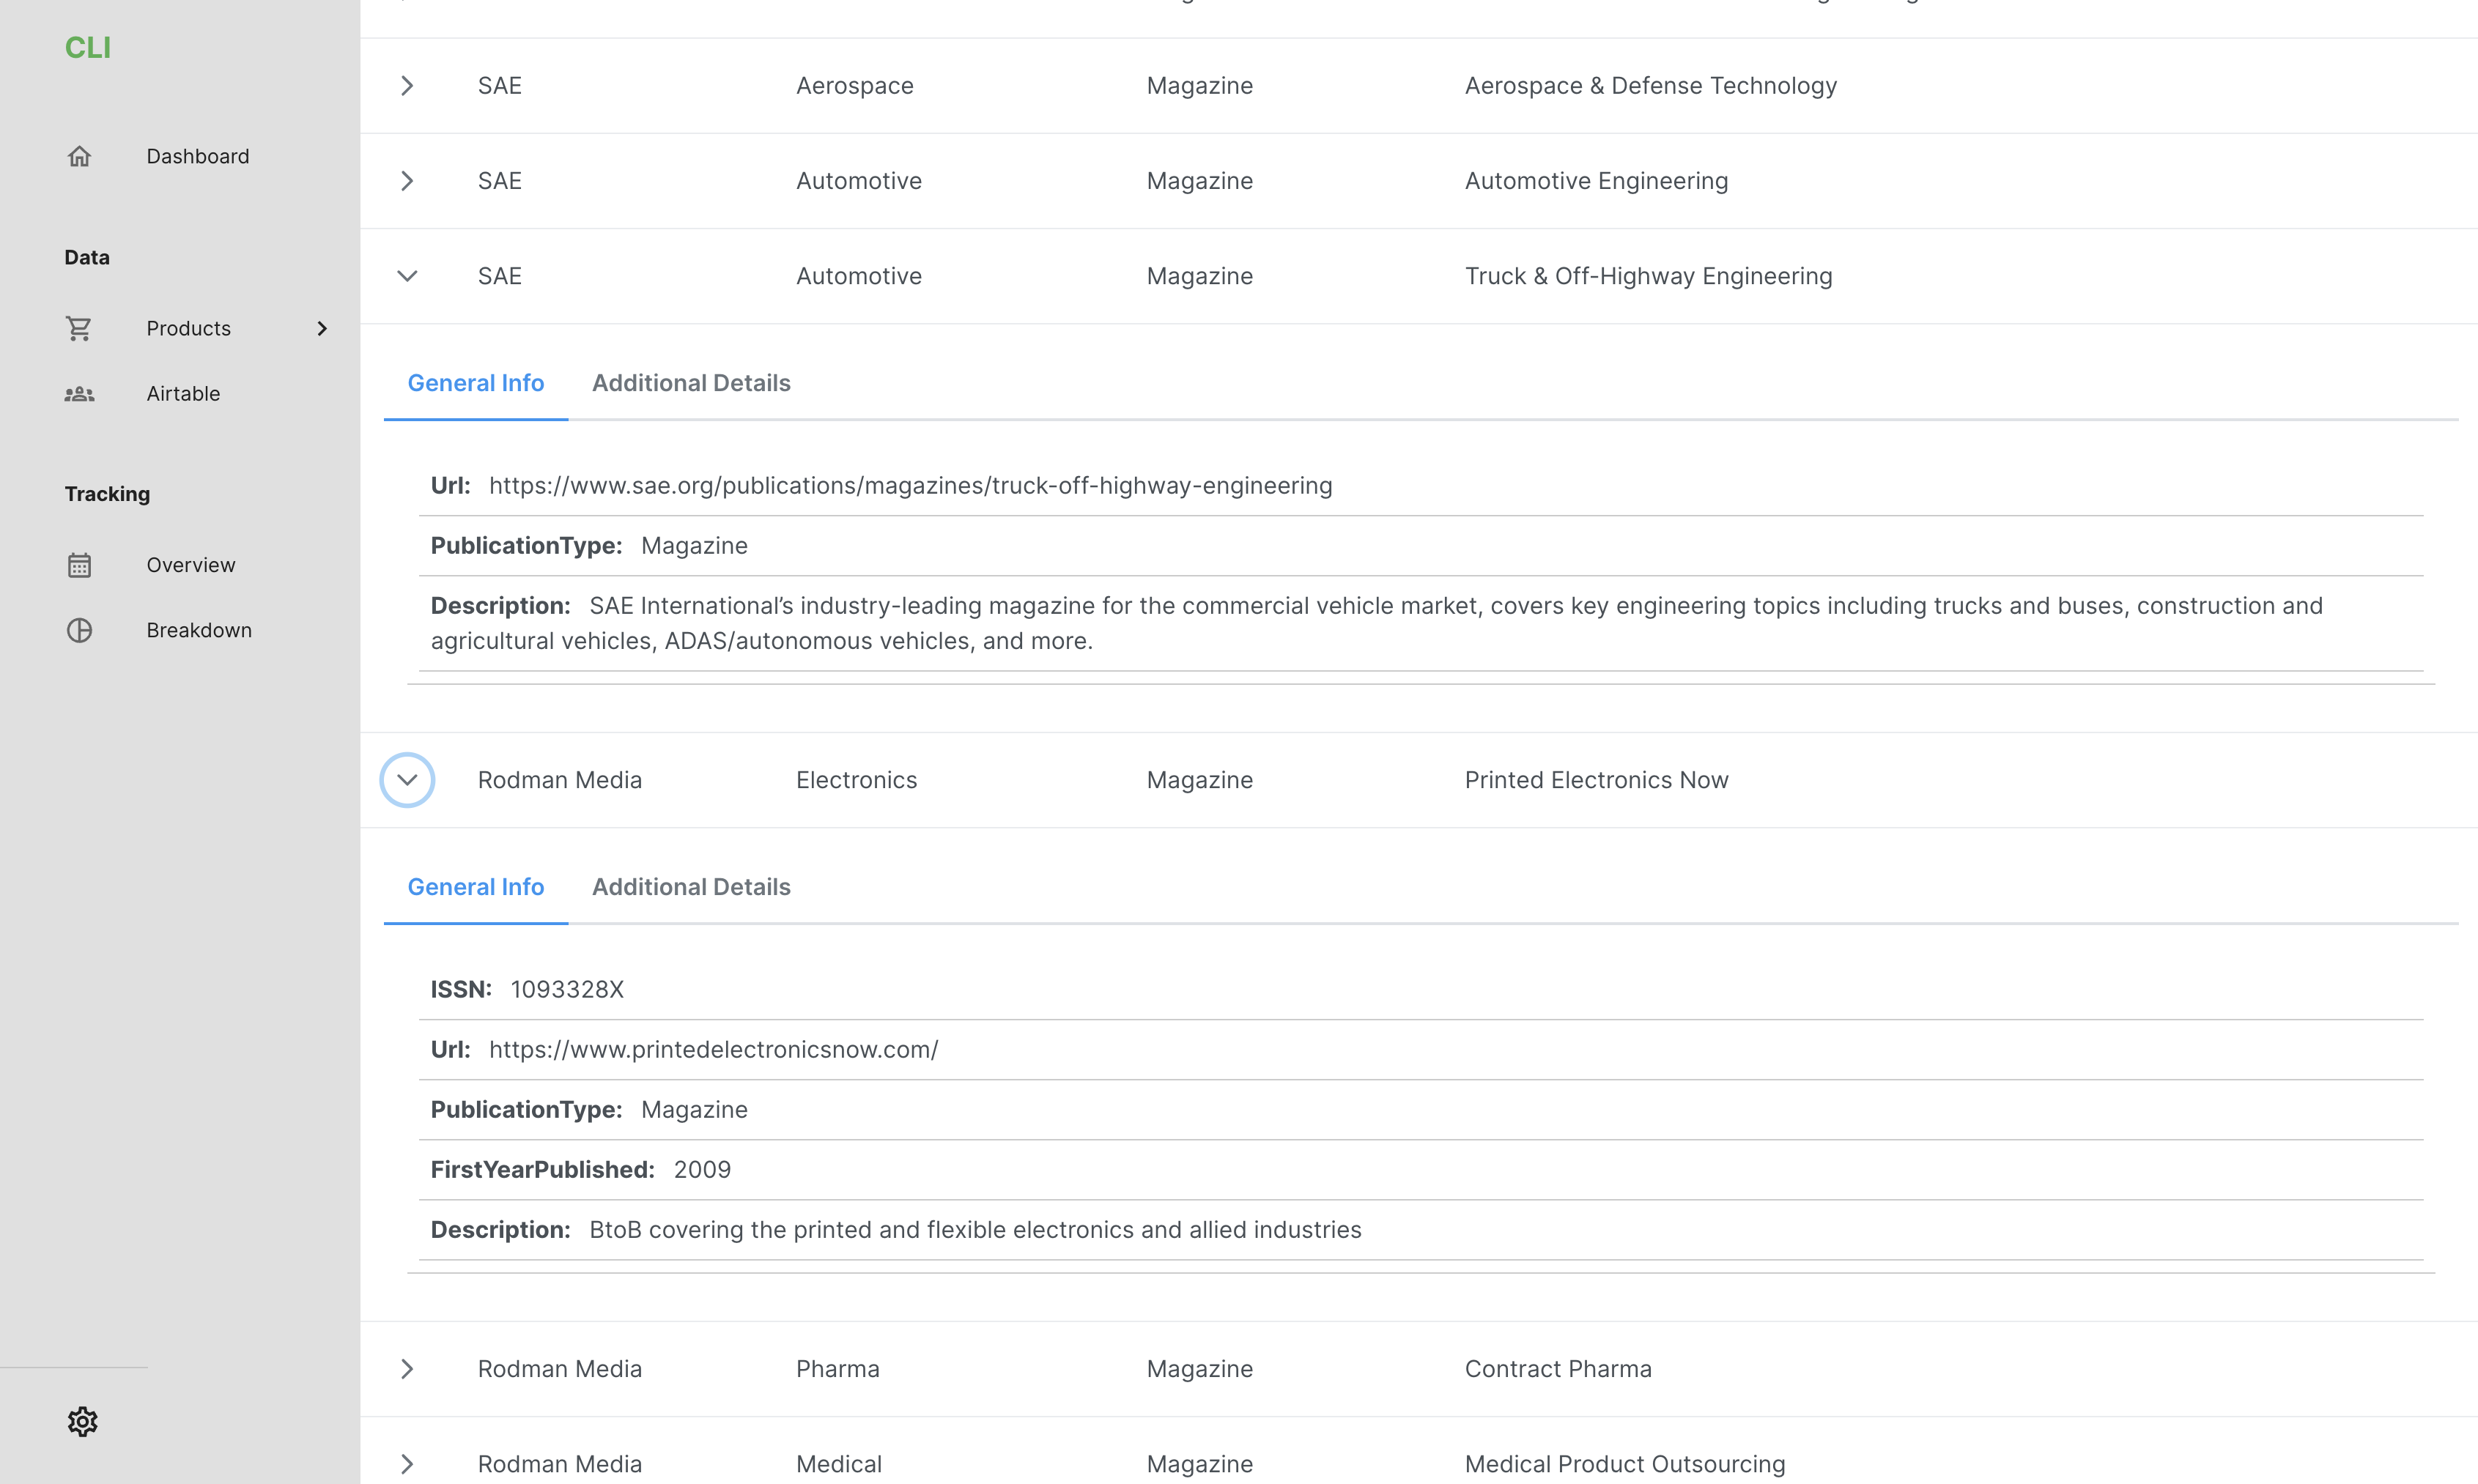 CLI
Dashboard
Data
Products
Airtable
Tracking
Overview
Breakdown
SAE Aerospace Magazine Aerospace & Defense Technology
SAE Automotive Magazine Automotive Engineering
SAE Automotive Magazine Truck & Off-Highway Engineering
General Info Additional Details
Url: https://www.sae.org/publications/magazines/truck-off-highway-engineering
PublicationType: Magazine
Description: SAE International’s industry-leading magazine for the commercial vehicle market, covers key engineering topics including trucks and buses, construction and
agricultural vehicles, ADAS/autonomous vehicles, and more.
Rodman Media Electronics Magazine Printed Electronics Now
General Info Additional Details
ISSN: 1093328X
Url: https://www.printedelectronicsnow.com/
PublicationType: Magazine
FirstYearPublished: 2009
Description: BtoB covering the printed and flexible electronics and allied industries
Rodman Media Pharma Magazine Contract Pharma
Rodman Media Medical Magazine Medical Product Outsourcing